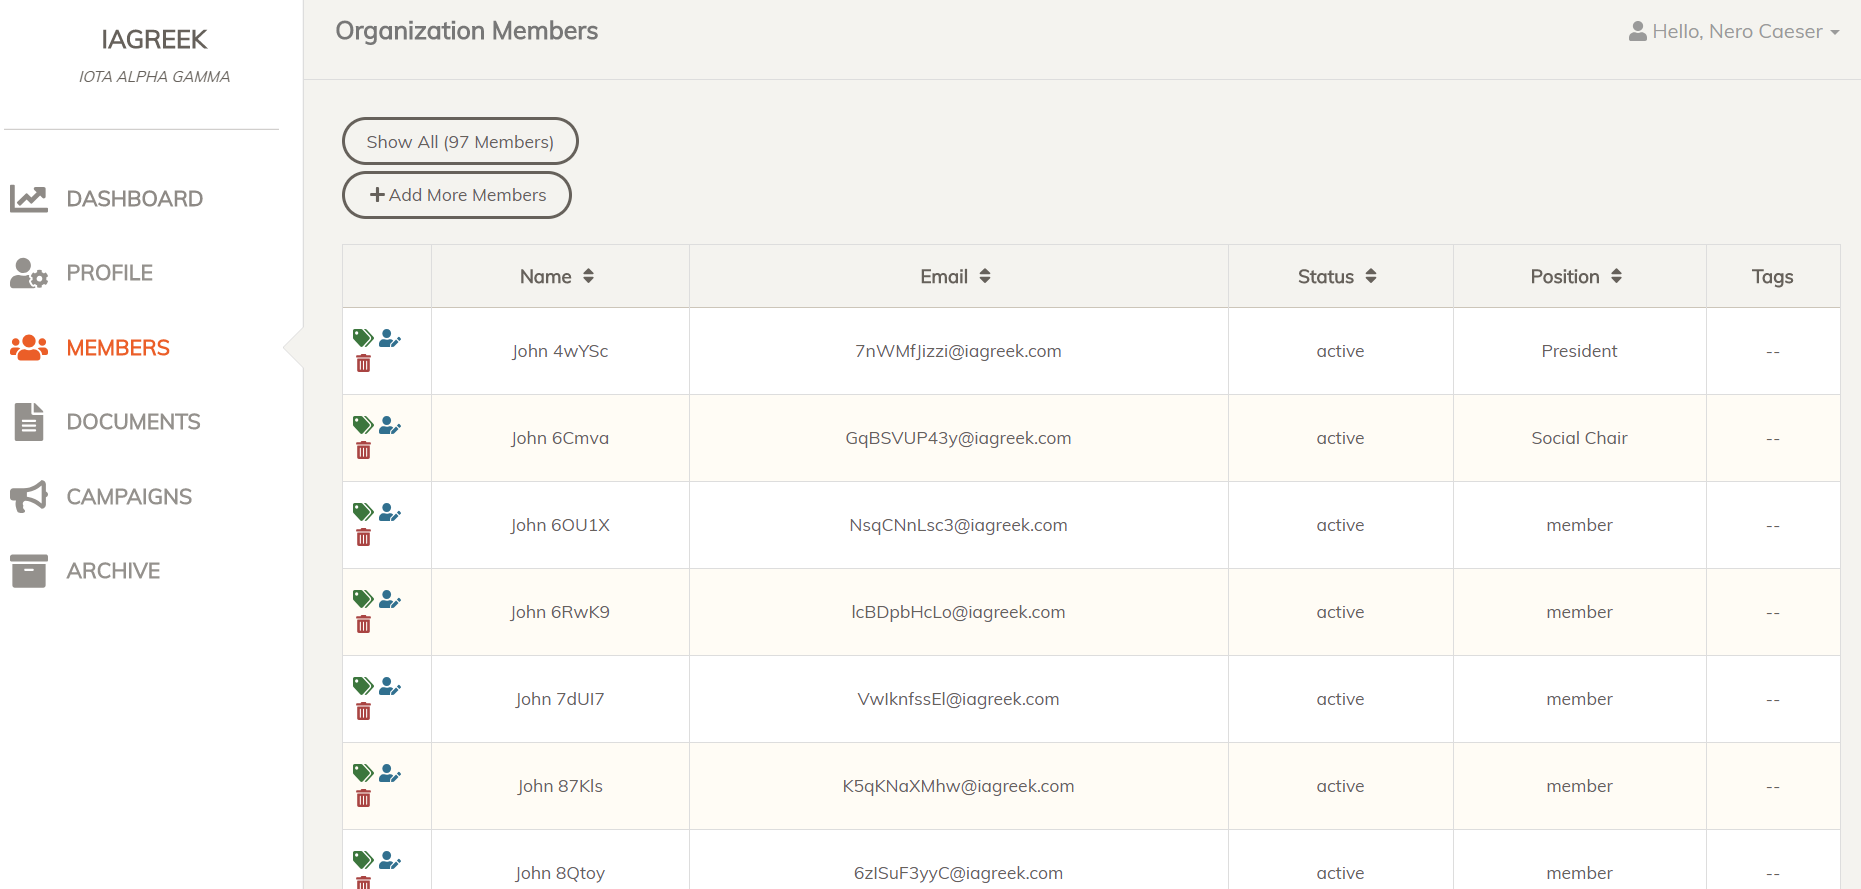 IAGREEK
IOTA ALPHA GAMMA
DASHBOARD
PROFILE
MEMBERS
DOCUMENTS
CAMPAIGNS
ARCHIVE
Organization Members
Hello, Nero Caeser
Show All (97 Members)
Add More Members
Name Email Status Position Tags
John 4wYSc 7nWMfJizzi@iagreek.com active President --
John 6Cmva GqBSVUP43y@iagreek.com active Social Chair --
John 6OU1X NsqCNnLsc3@iagreek.com active member --
John 6RwK9 lcBDpbHcLo@iagreek.com active member --
John 7dUI7 VwIknfssEl@iagreek.com active member --
John 87Kls K5qKNaXMhw@iagreek.com active member --
John 8Qtoy 6zISuF3yyC@iagreek.com active member --